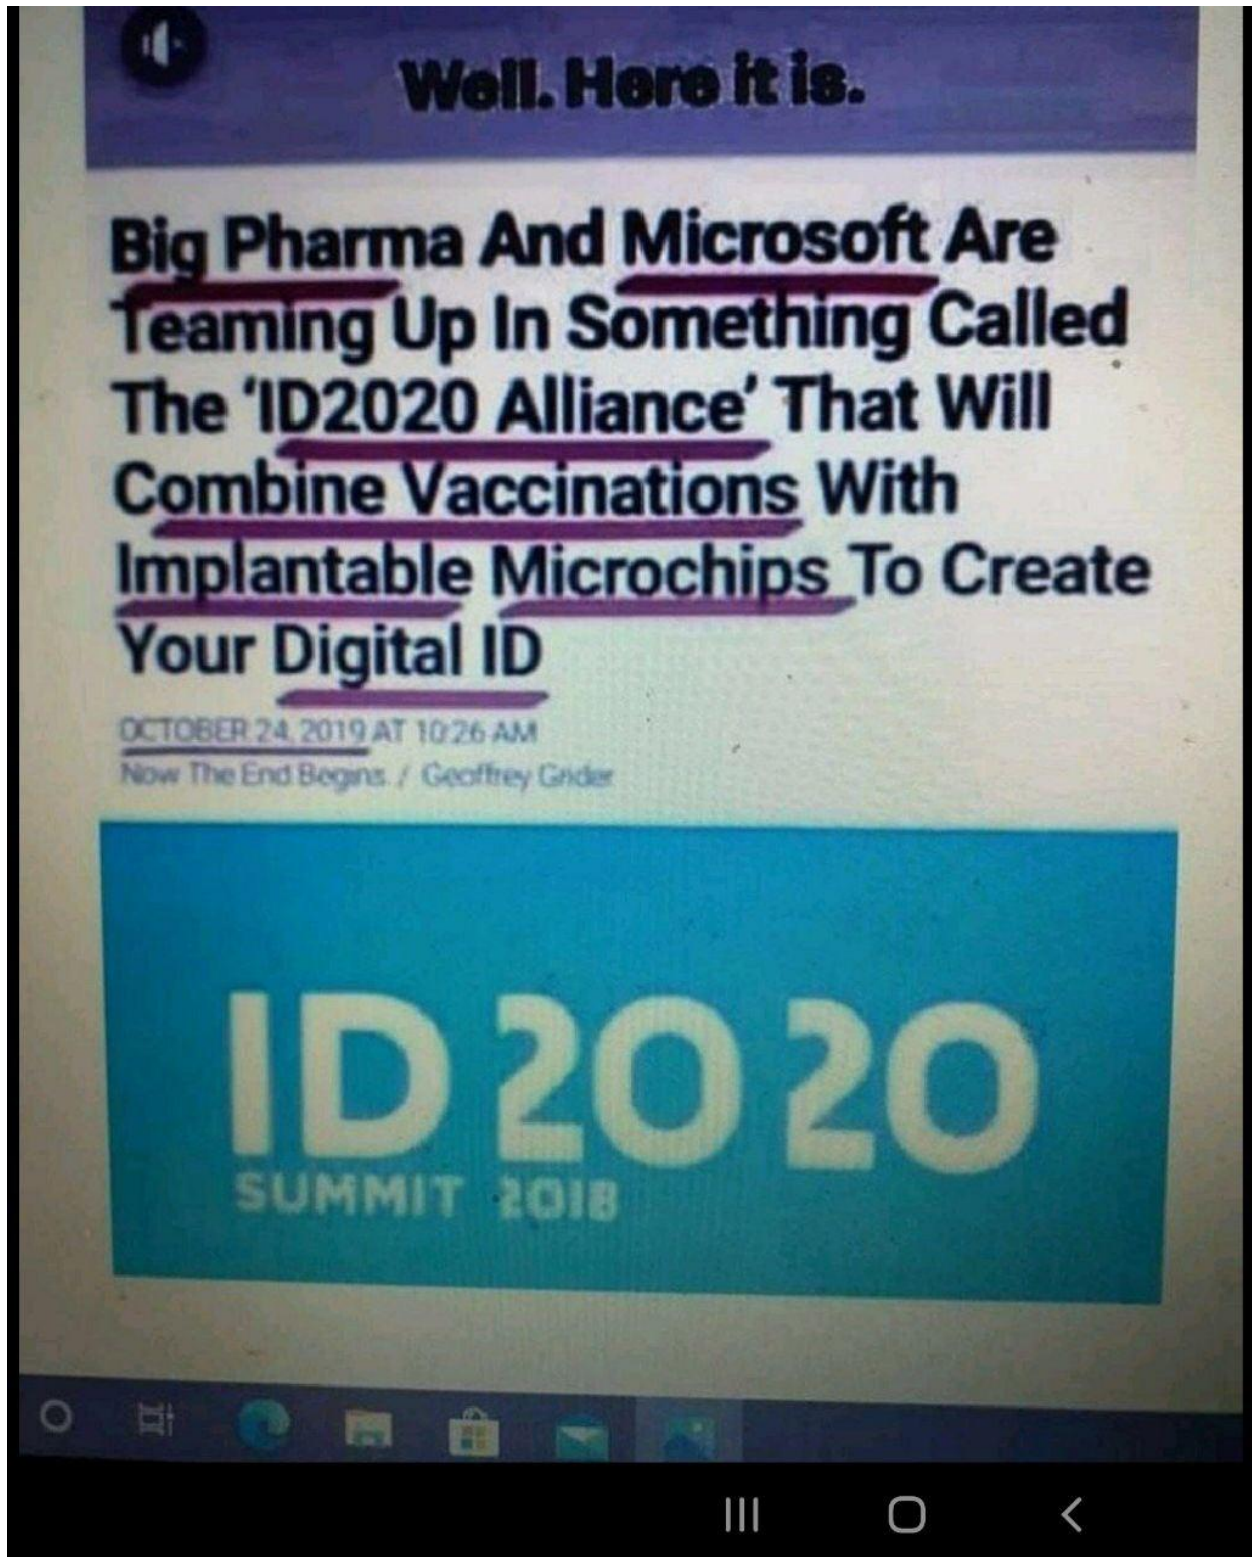 Well. Here it is.
Big Pharma And Microsoft Are
Teaming Up In Something Called
The 'ID2020 Alliance' That Will
Combine Vaccinations With
Implantable Microchips To Create
Your Digital ID
OCTOBER 24, 2019 AT 10:26 AM
Now The End Begins / Geoffrey Grider
ID2020
SUMMIT 2018